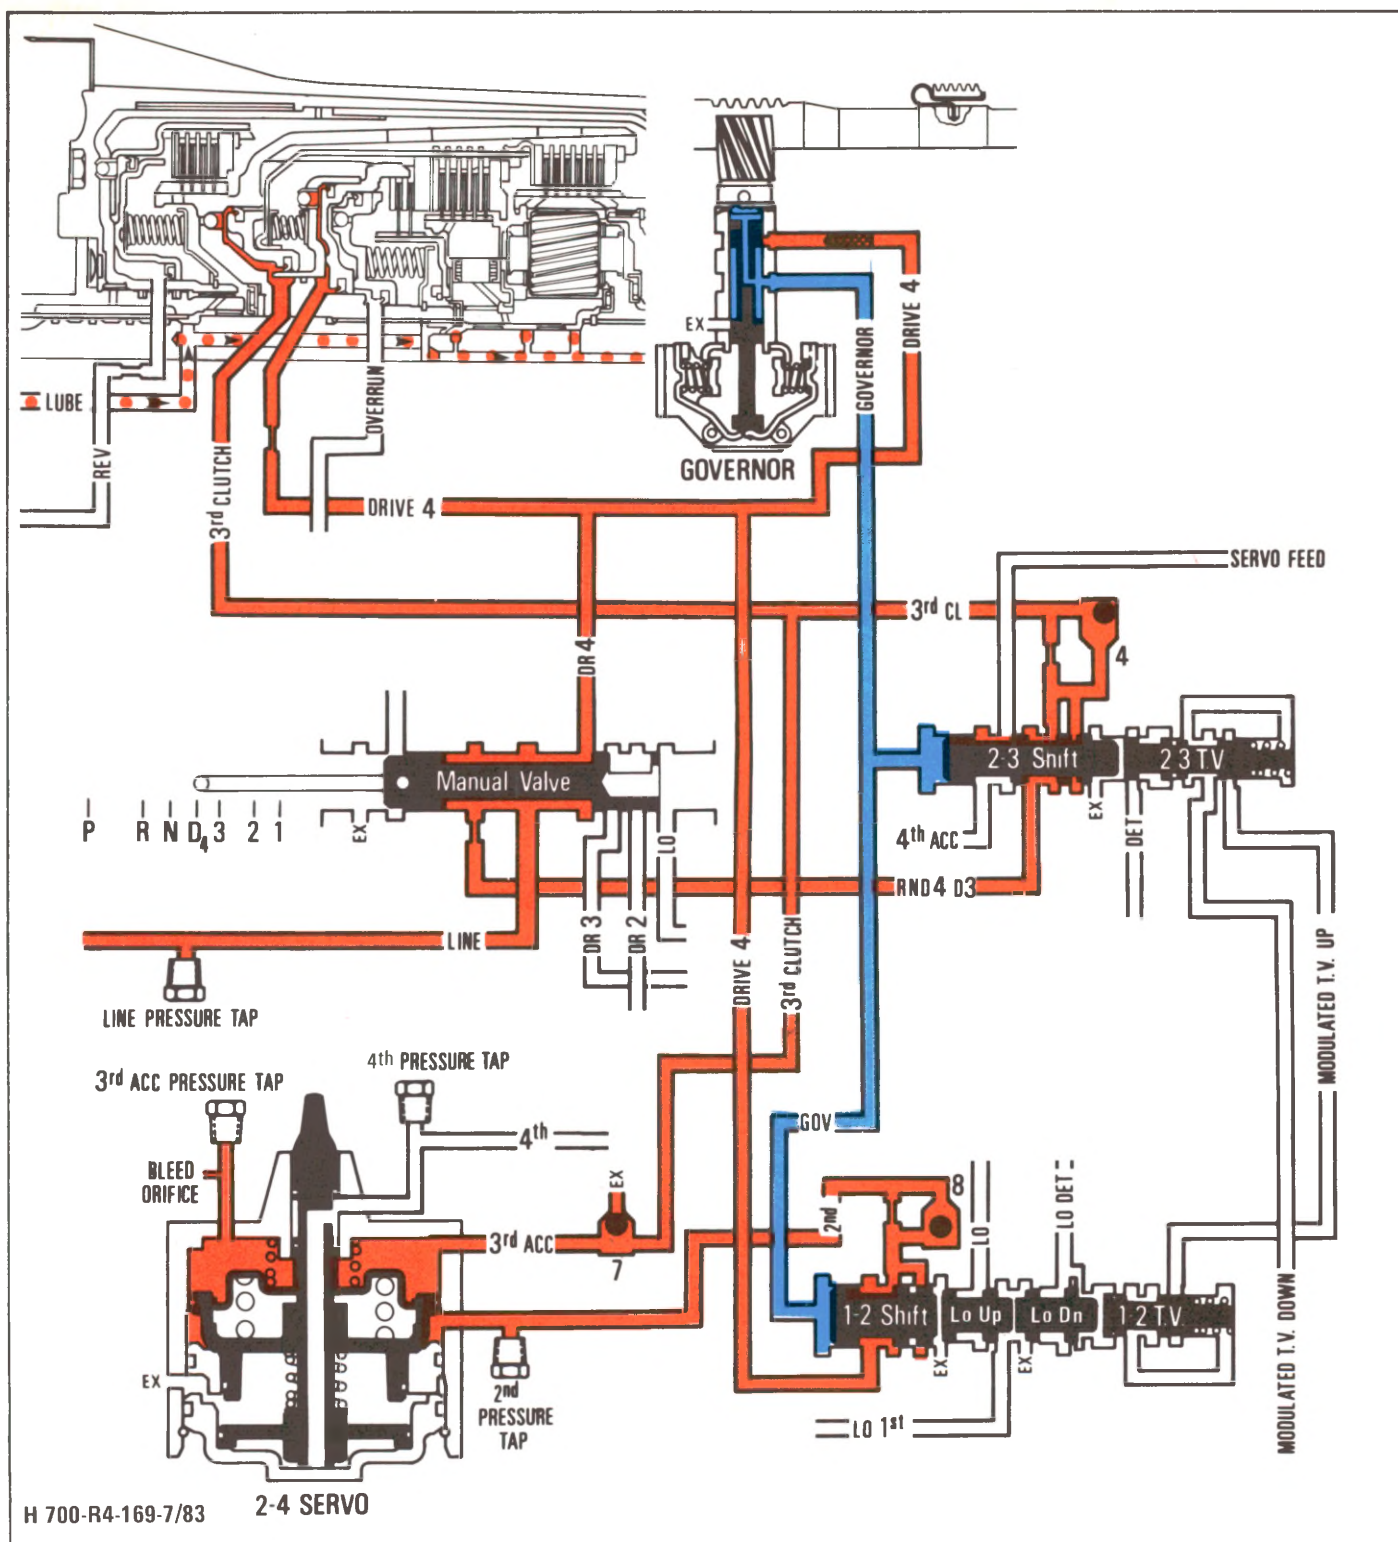 LUBE
REV
3rd CLUTCH
OVERRUN
DRIVE 4
EX
GOVERNOR
GOVERNOR
DRIVE 4
SERVO FEED
3rd CL
4
DR 4
Manual Valve
2-3 Shift
2 3 T.V
P R N D4 3 2 1
EX
LO
4th ACC
EX
DET
RND4 D3
LINE
DR 3
DR 2
DRIVE 4
3rd CLUTCH
MODULATED T.V. UP
LINE PRESSURE TAP
4th PRESSURE TAP
3rd ACC PRESSURE TAP
GOV
4th
BLEED
ORIFICE
EX
3rd ACC
7
2nd
8
LO
LO DET
1-2 Shift
Lo Up
Lo Dn
1 2 T.V.
EX
EX
EX
2nd
PRESSURE
TAP
LO 1st
MODULATED T.V. DOWN
2-4 SERVO
H 700-R4-169-7/83